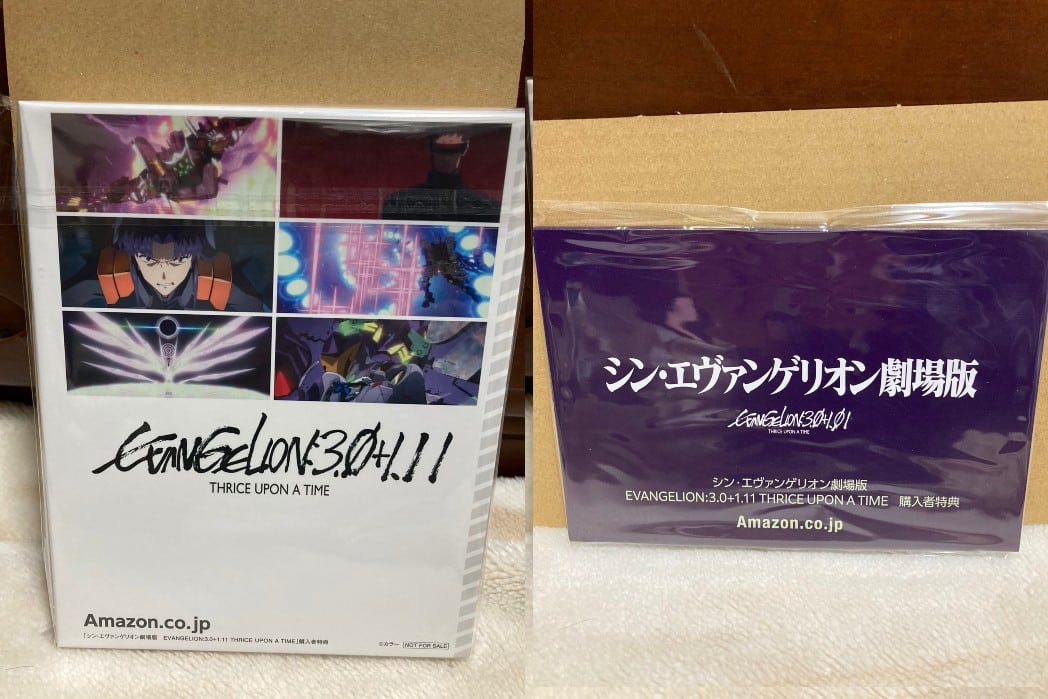 EVANGELION:3.0+1.11
THRICE UPON A TIME
Amazon.co.jp
「シン・エヴァンゲリオン劇場版 EVANGELION:3.0+1.11 THRICE UPON A TIME」購入者特典
©カラー NOT FOR SALE
シン・エヴァンゲリオン劇場版
EVANGELION:3.0+1.01
THRICE UPON A TIME
シン・エヴァンゲリオン劇場版
EVANGELION:3.0+1.11 THRICE UPON A TIME 購入者特典
Amazon.co.jp